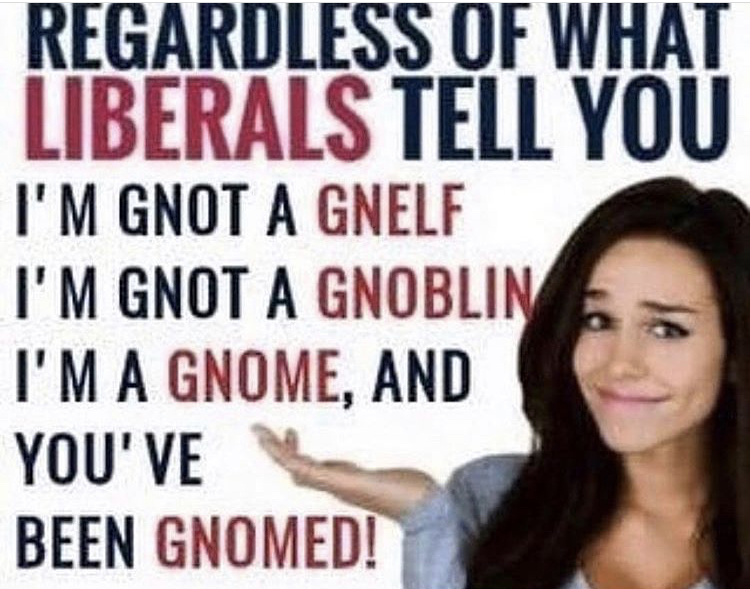 REGARDLESS OF WHAT
LIBERALS TELL YOU
I'M GNOT A GNELF
I'M GNOT A GNOBLIN
I'M A GNOME, AND
YOU'VE
BEEN GNOMED!